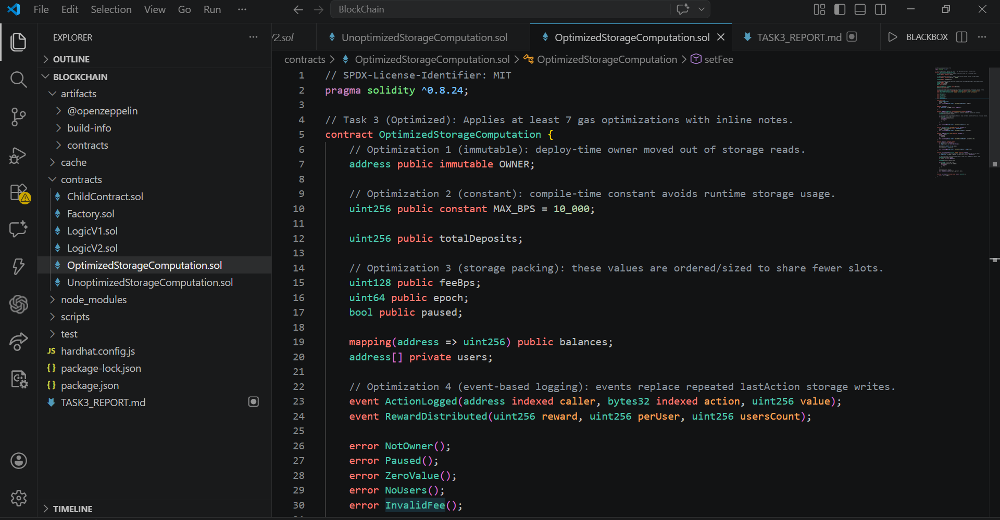 File Edit Selection View Go Run ···
BlockChain
EXPLORER ···
OUTLINE
BLOCKCHAIN
artifacts
@openzeppelin
build-info
contracts
cache
contracts
ChildContract.sol
Factory.sol
LogicV1.sol
LogicV2.sol
OptimizedStorageComputation.sol
UnoptimizedStorageComputation.sol
node_modules
scripts
test
JS hardhat.config.js
{} package-lock.json
{} package.json
TASK3_REPORT.md
TIMELINE
/2.sol UnoptimizedStorageComputation.sol OptimizedStorageComputation.sol TASK3_REPORT.md BLACKBOX ···
contracts > OptimizedStorageComputation.sol > OptimizedStorageComputation > setFee
1 // SPDX-License-Identifier: MIT
2 pragma solidity ^0.8.24;
3
4 // Task 3 (Optimized): Applies at least 7 gas optimizations with inline notes.
5 contract OptimizedStorageComputation {
6 // Optimization 1 (immutable): deploy-time owner moved out of storage reads.
7 address public immutable OWNER;
8
9 // Optimization 2 (constant): compile-time constant avoids runtime storage usage.
10 uint256 public constant MAX_BPS = 10_000;
11
12 uint256 public totalDeposits;
13
14 // Optimization 3 (storage packing): these values are ordered/sized to share fewer slots.
15 uint128 public feeBps;
16 uint64 public epoch;
17 bool public paused;
18
19 mapping(address => uint256) public balances;
20 address[] private users;
21
22 // Optimization 4 (event-based logging): events replace repeated lastAction storage writes.
23 event ActionLogged(address indexed caller, bytes32 indexed action, uint256 value);
24 event RewardDistributed(uint256 reward, uint256 perUser, uint256 usersCount);
25
26 error NotOwner();
27 error Paused();
28 error ZeroValue();
29 error NoUsers();
30 error InvalidFee();